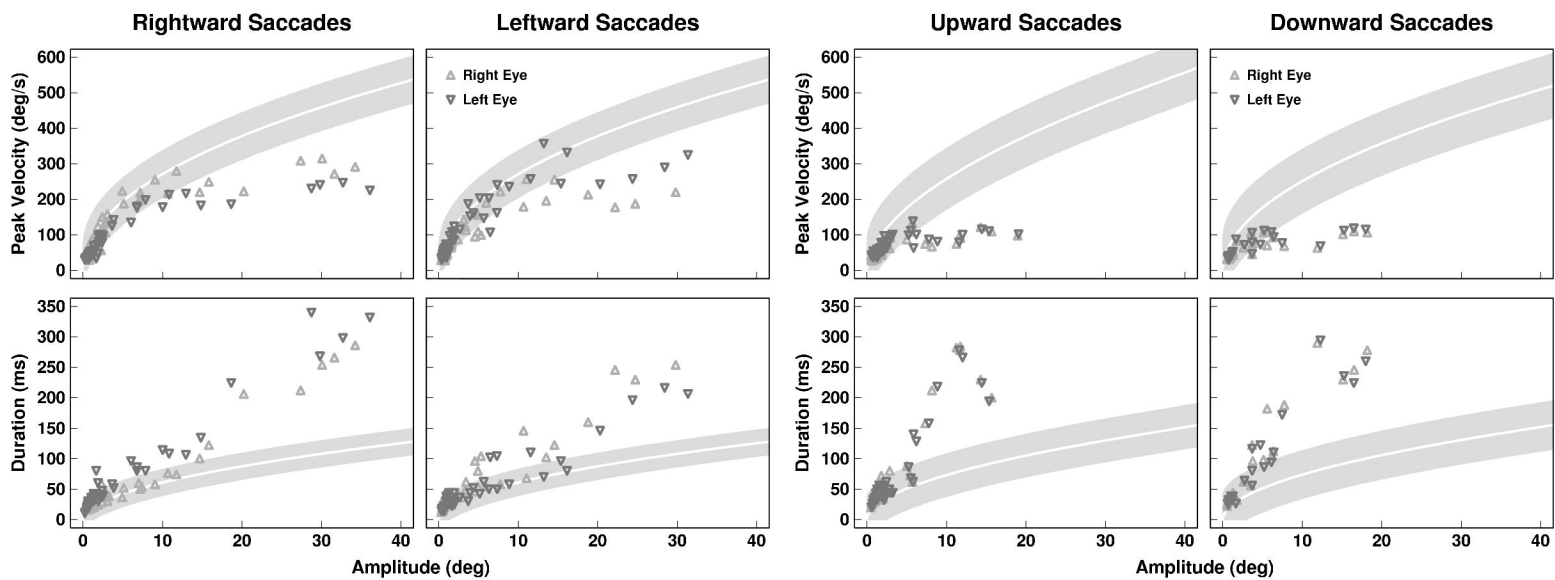 Rightward Saccades
Leftward Saccades
Upward Saccades
Downward Saccades
Peak Velocity (deg/s)
600
500
400
300
200
100
0
Right Eye
Left Eye
Peak Velocity (deg/s)
600
500
400
300
200
100
0
Right Eye
Left Eye
Duration (ms)
350
300
250
200
150
100
50
0
0 10 20 30 40
0 10 20 30 40
Amplitude (deg)
Duration (ms)
350
300
250
200
150
100
50
0
0 10 20 30 40
0 10 20 30 40
Amplitude (deg)